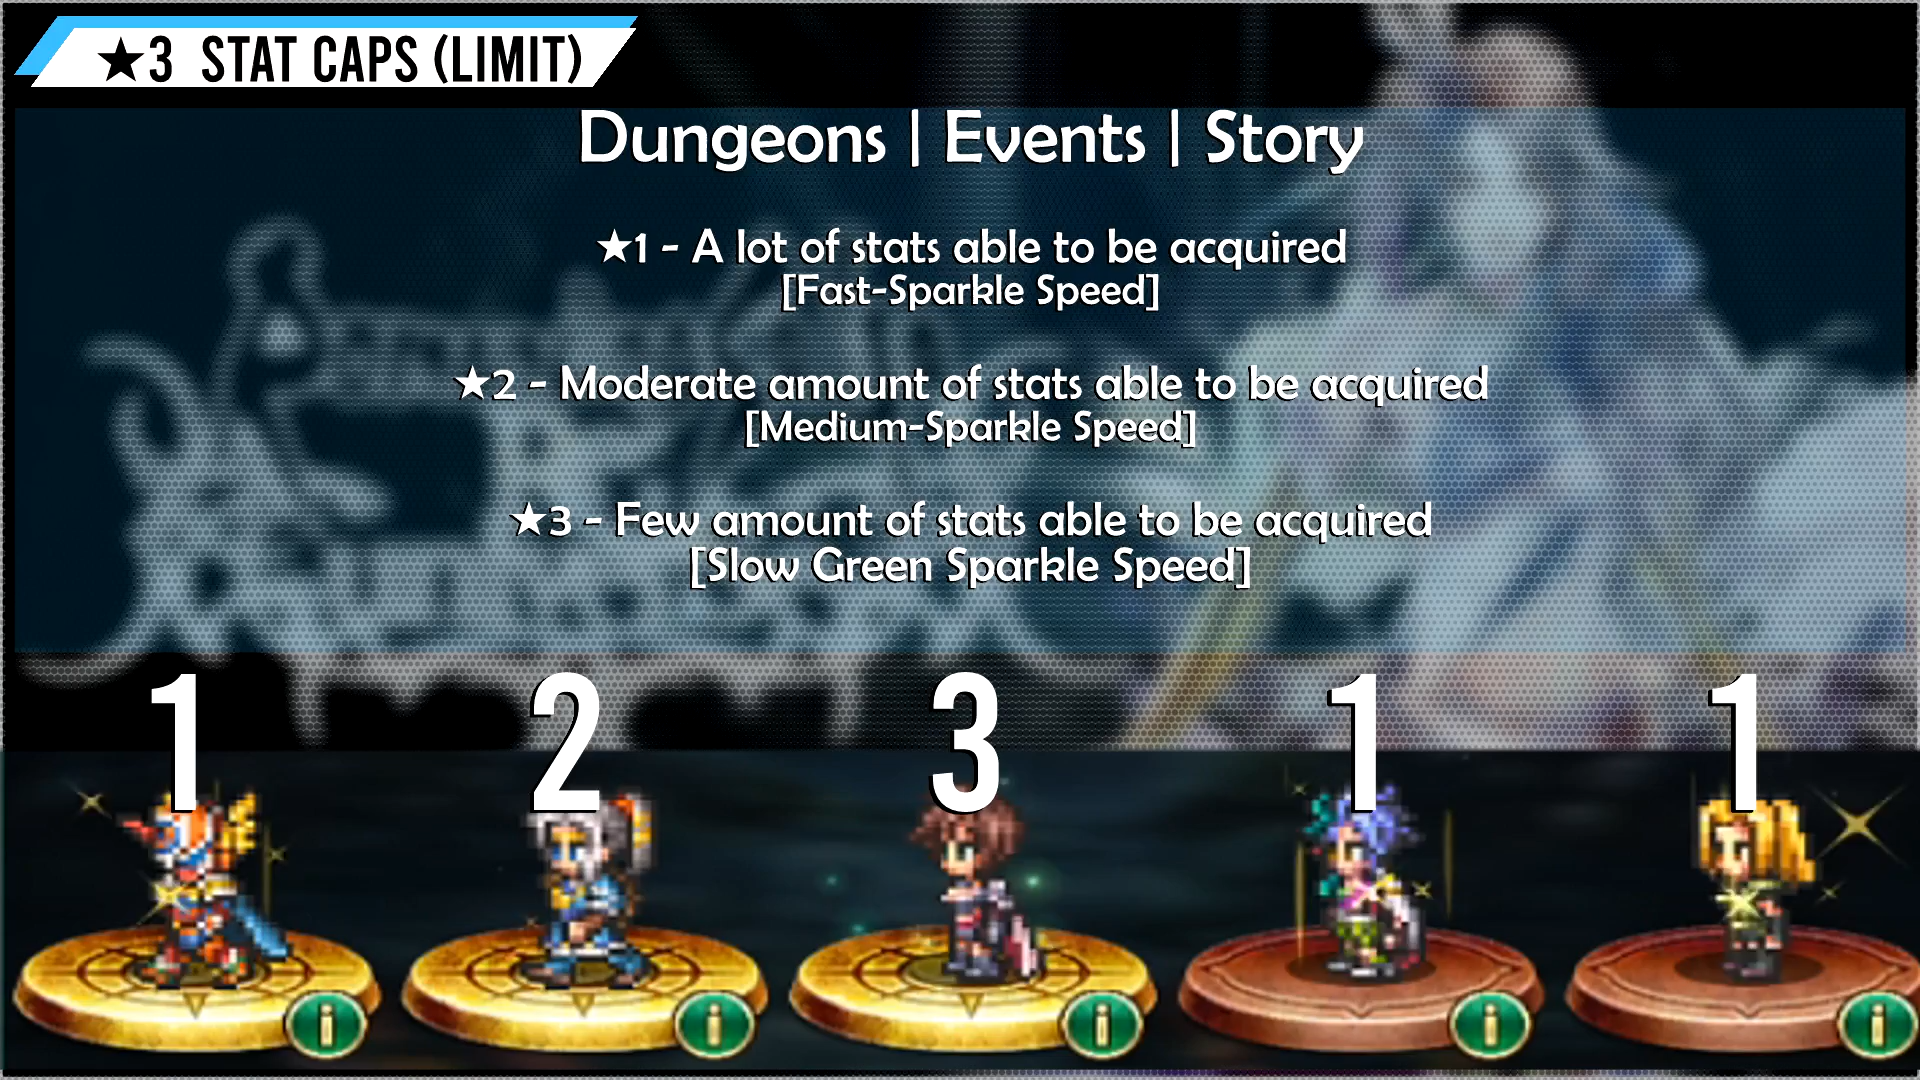 ★3 STAT CAPS (LIMIT)
Dungeons | Events | Story
★1 - A lot of stats able to be acquired
[Fast-Sparkle Speed]
★2 - Moderate amount of stats able to be acquired
[Medium-Sparkle Speed]
★3 - Few amount of stats able to be acquired
[Slow Green Sparkle Speed]
1 2 3 1 1
i i i i i